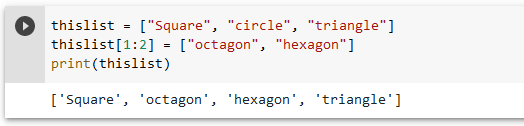 thislist = ["Square", "circle", "triangle"]
thislist[1:2] = ["octagon", "hexagon"]
print(thislist)
['Square', 'octagon', 'hexagon', 'triangle']